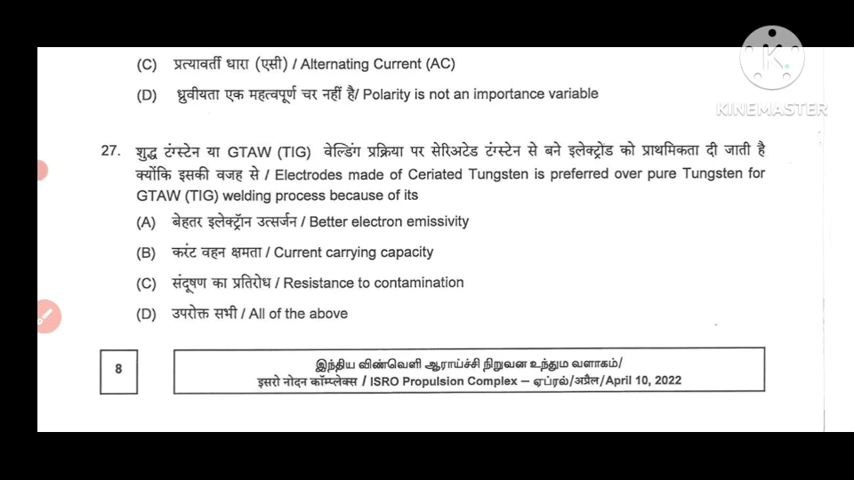 KINEMASTER
(C) प्रत्यावर्ती धारा (एसी) / Alternating Current (AC)
(D) ध्रुवीयता एक महत्वपूर्ण चर नहीं है/ Polarity is not an importance variable
27. शुद्ध टंग्स्टेन या GTAW (TIG) वेल्डिंग प्रक्रिया पर सेरिअटेड टंग्स्टेन से बने इलेक्ट्रोंड को प्राथमिकता दी जाती है
क्योंकि इसकी वजह से / Electrodes made of Ceriated Tungsten is preferred over pure Tungsten for
GTAW (TIG) welding process because of its
(A) बेहतर इलेक्ट्रॉन उत्सर्जन / Better electron emissivity
(B) करंट वहन क्षमता / Current carrying capacity
(C) संदूषण का प्रतिरोध / Resistance to contamination
(D) उपरोक्त सभी / All of the above
8
இந்திய விண்வெளி ஆராய்ச்சி நிறுவன உந்தும வளாகம்/
इसरो नोदन कॉम्प्लेक्स / ISRO Propulsion Complex – ஏப்ரல்/अप्रैल/April 10, 2022